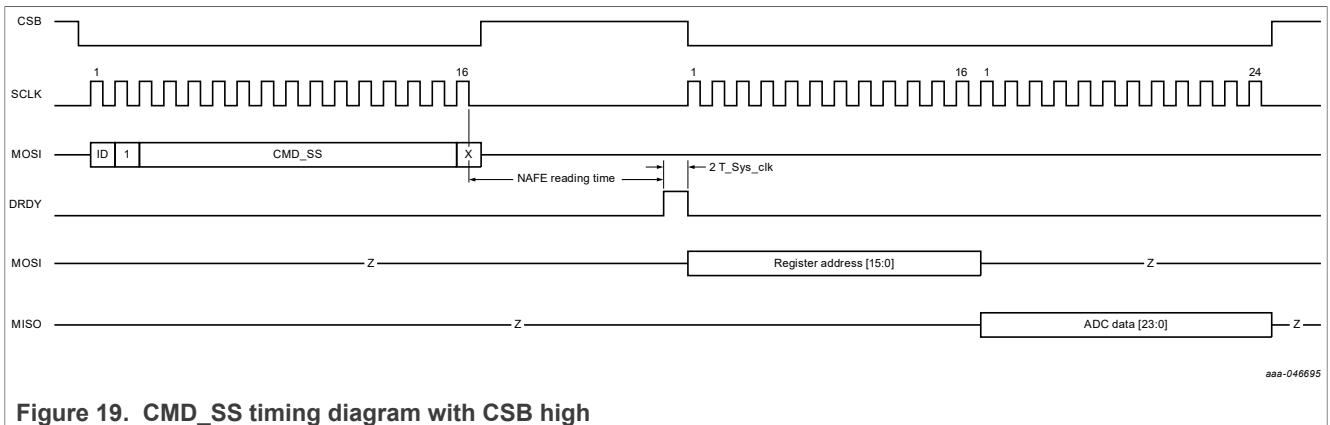 CSB
1 16 1 16 1 24
SCLK
MOSI ID 1 CMD_SS X
2 T_Sys_clk
NAFE reading time
DRDY
MOSI Z Register address [15:0] Z
MISO Z ADC data [23:0] Z
aaa-046695
Figure 19. CMD_SS timing diagram with CSB high